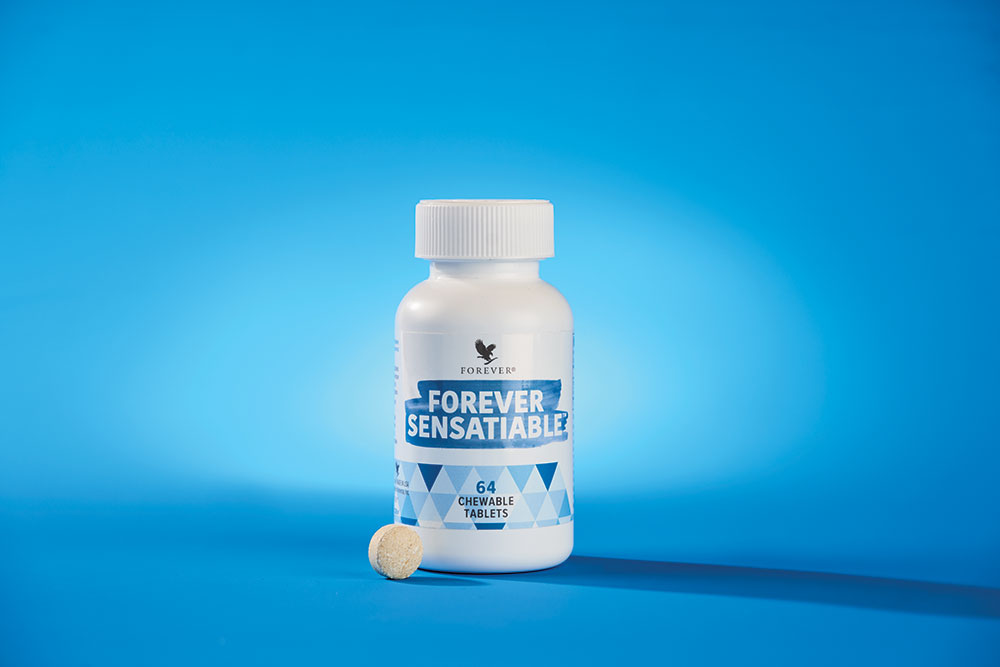 FOREVER®
FOREVER
SENSATIABLE
64
CHEWABLE
TABLETS